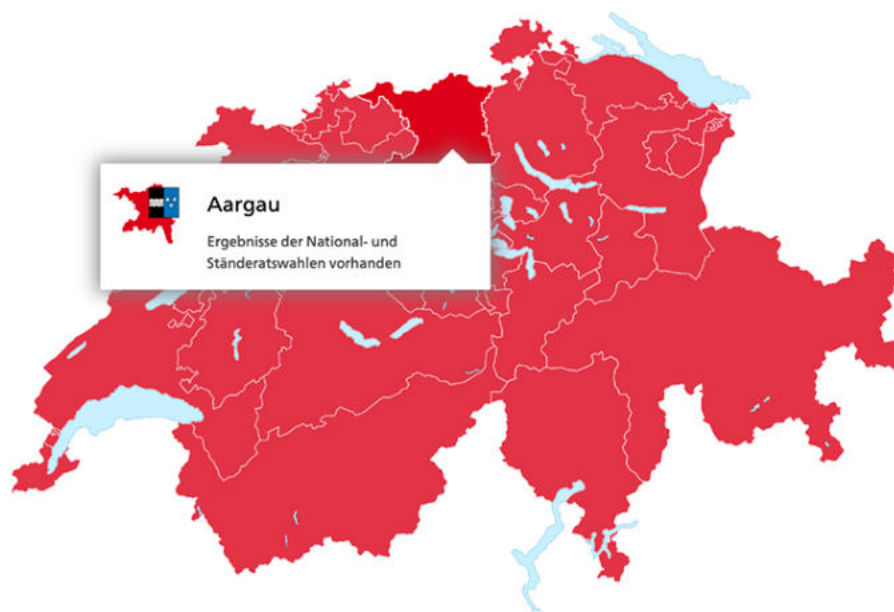 Aargau
Ergebnisse der National- und
Ständeratswahlen vorhanden